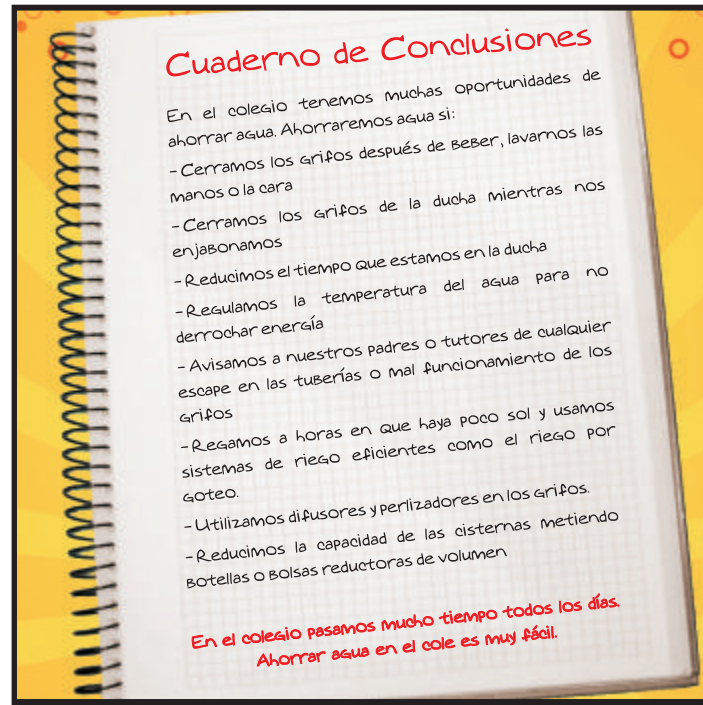 Cuaderno de Conclusiones
En el colegio tenemos muchas oportunidades de
ahorrar agua. Ahorraremos agua si:
- Cerramos los grifos después de beber, lavarnos las
manos o la cara
- Cerramos los grifos de la ducha mientras nos
enjabonamos
- Reducimos el tiempo que estamos en la ducha
- Regulamos la temperatura del agua para no
derrochar energía
- Avisamos a nuestros padres o tutores de cualquier
escape en las tuberías o mal funcionamiento de los
grifos
- Regamos a horas en que haya poco sol y usamos
sistemas de riego eficientes como el riego por
goteo.
- Utilizamos difusores y perlizadores en los grifos.
- Reducimos la capacidad de las cisternas metiendo
botellas o bolsas reductoras de volumen
En el colegio pasamos mucho tiempo todos los días.
Ahorrar agua en el cole es muy fácil.